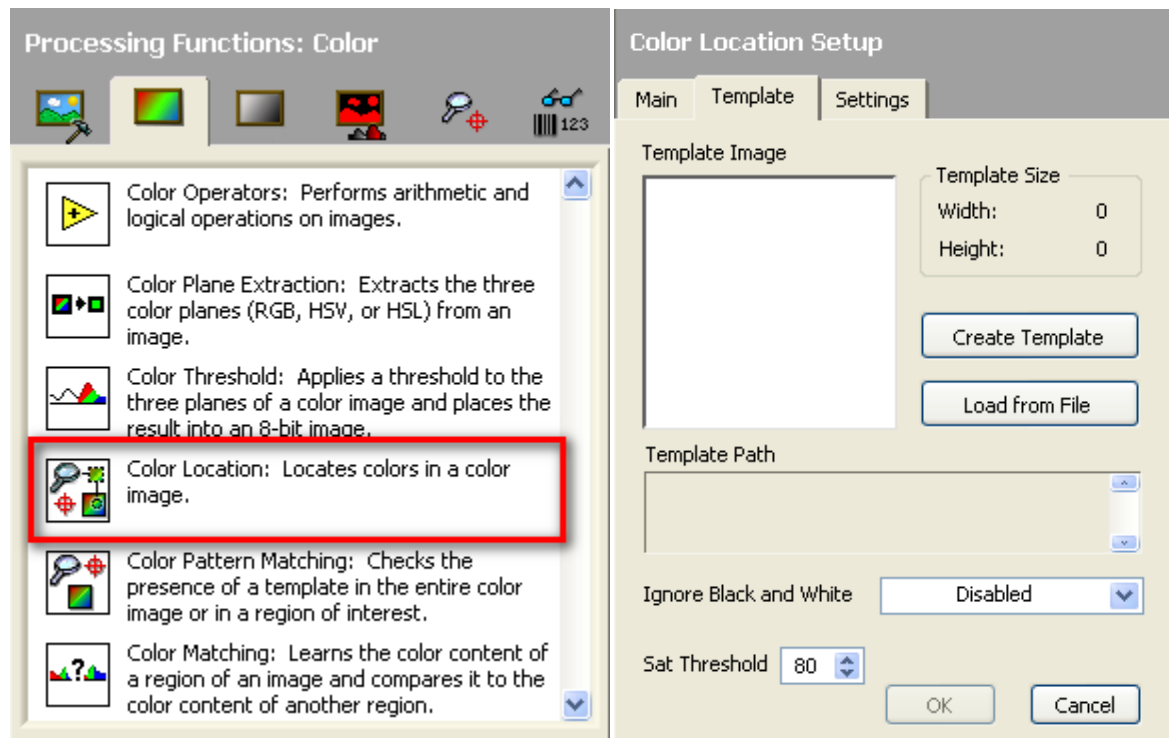 Processing Functions: Color
123
Color Operators: Performs arithmetic and
logical operations on images.
Color Plane Extraction: Extracts the three
color planes (RGB, HSV, or HSL) from an
image.
Color Threshold: Applies a threshold to the
three planes of a color image and places the
result into an 8-bit image.
Color Location: Locates colors in a color
image.
Color Pattern Matching: Checks the
presence of a template in the entire color
image or in a region of interest.
Color Matching: Learns the color content of
a region of an image and compares it to the
color content of another region.
Color Location Setup
Main Template Settings
Template Image
Template Size
Width: 0
Height: 0
Create Template
Load from File
Template Path
Ignore Black and White Disabled
Sat Threshold 80
OK Cancel